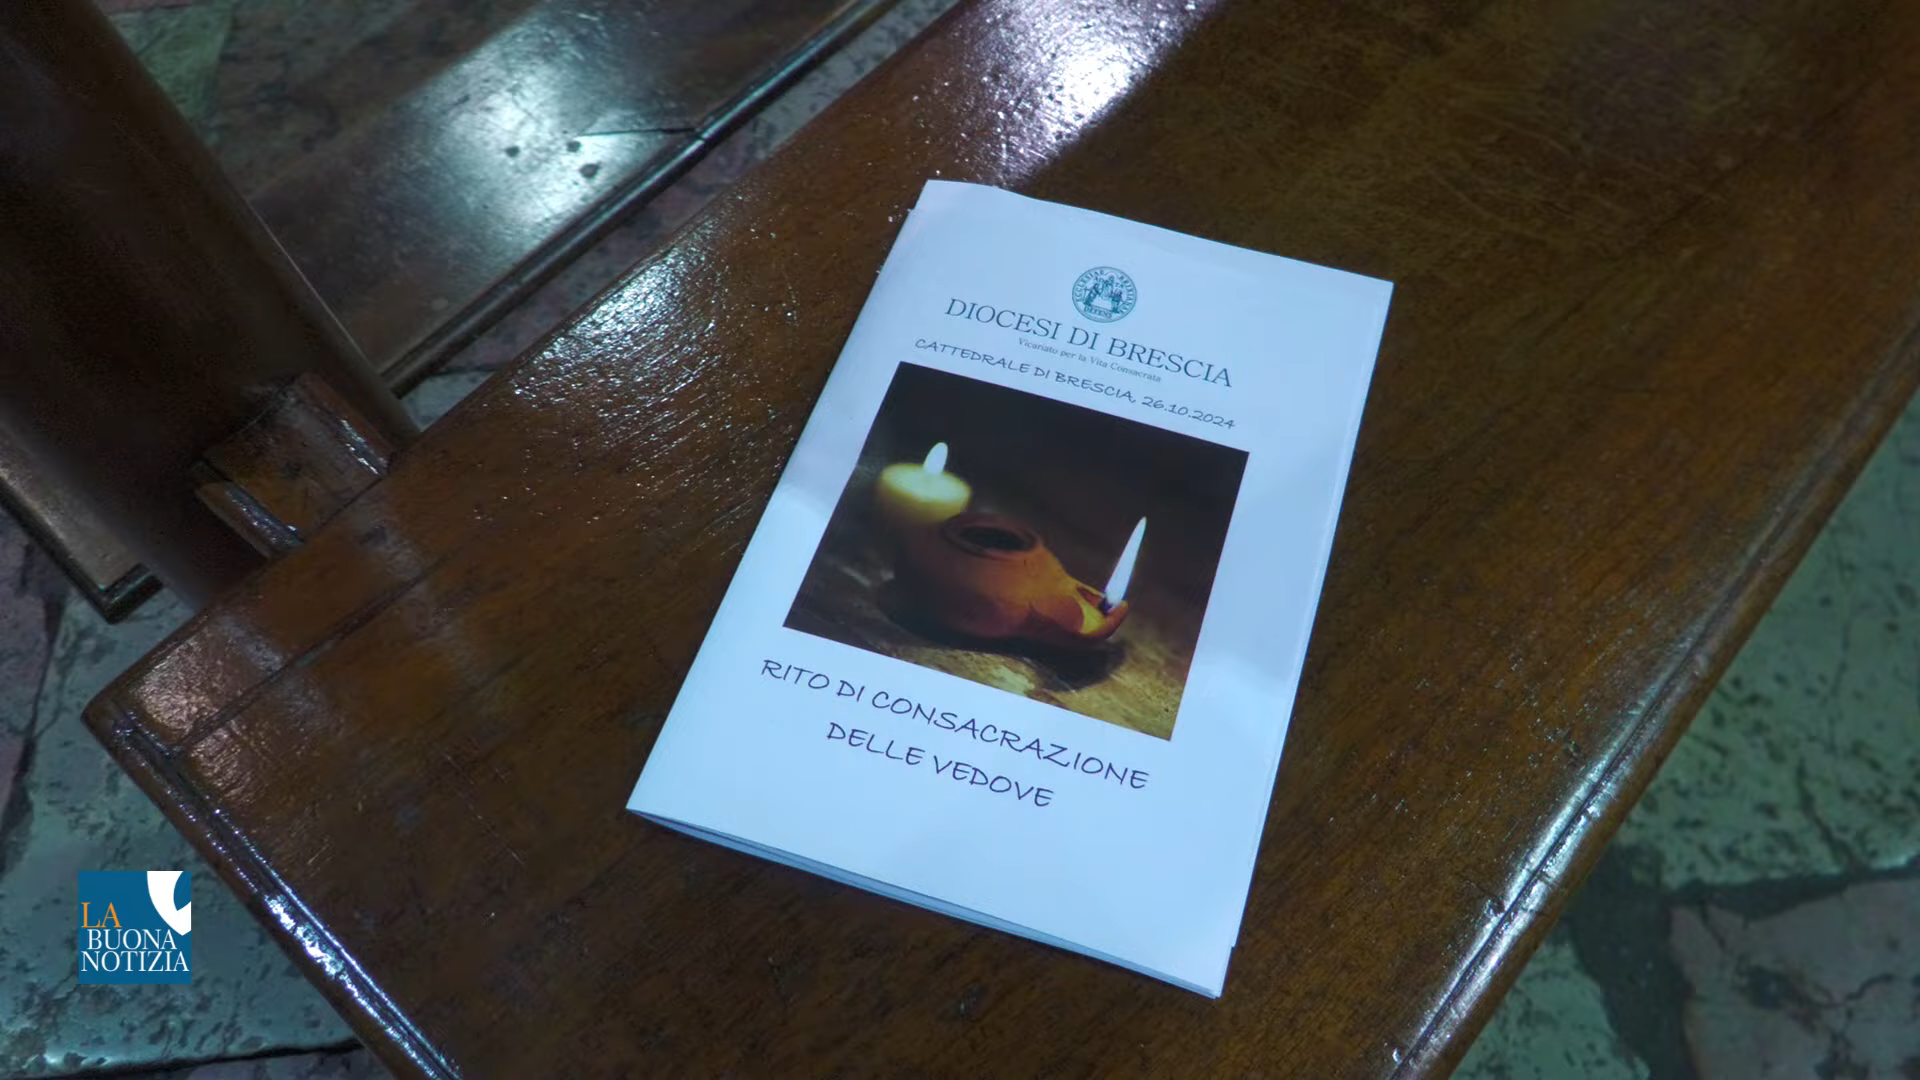 DIOCESI DI BRESCIA
Vicariato per la Vita Consacrata
CATTEDRALE DI BRESCIA, 26.10.2024
RITO DI CONSACRAZIONE
DELLE VEDOVE
LA
BUONA
NOTIZIA